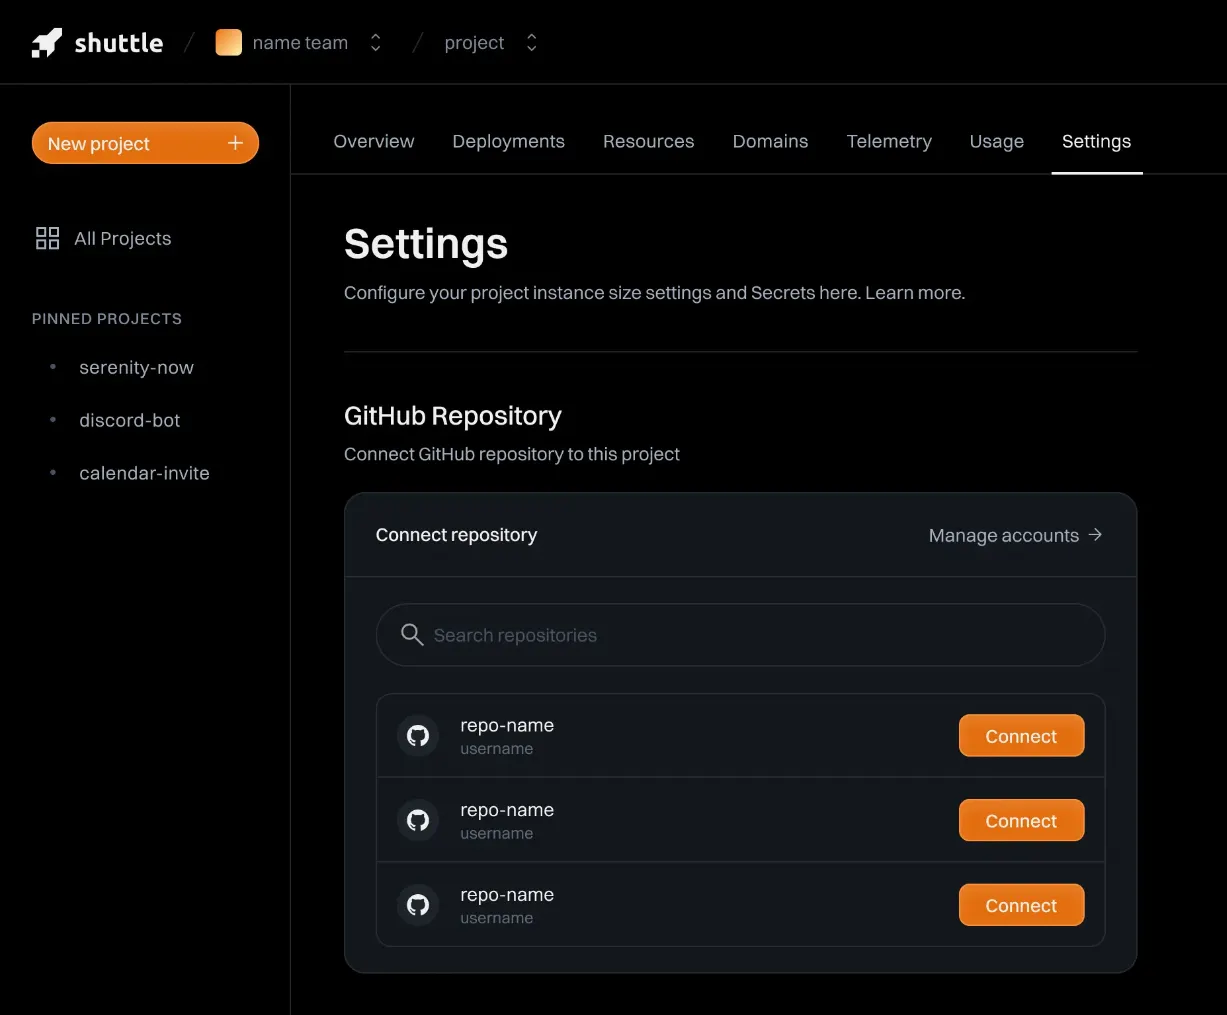 shuttle / name team / project
New project +
All Projects
PINNED PROJECTS
• serenity-now
• discord-bot
• calendar-invite
Overview Deployments Resources Domains Telemetry Usage Settings
Settings
Configure your project instance size settings and Secrets here. Learn more.
GitHub Repository
Connect GitHub repository to this project
Connect repository Manage accounts →
Search repositories
repo-name
username
Connect
repo-name
username
Connect
repo-name
username
Connect